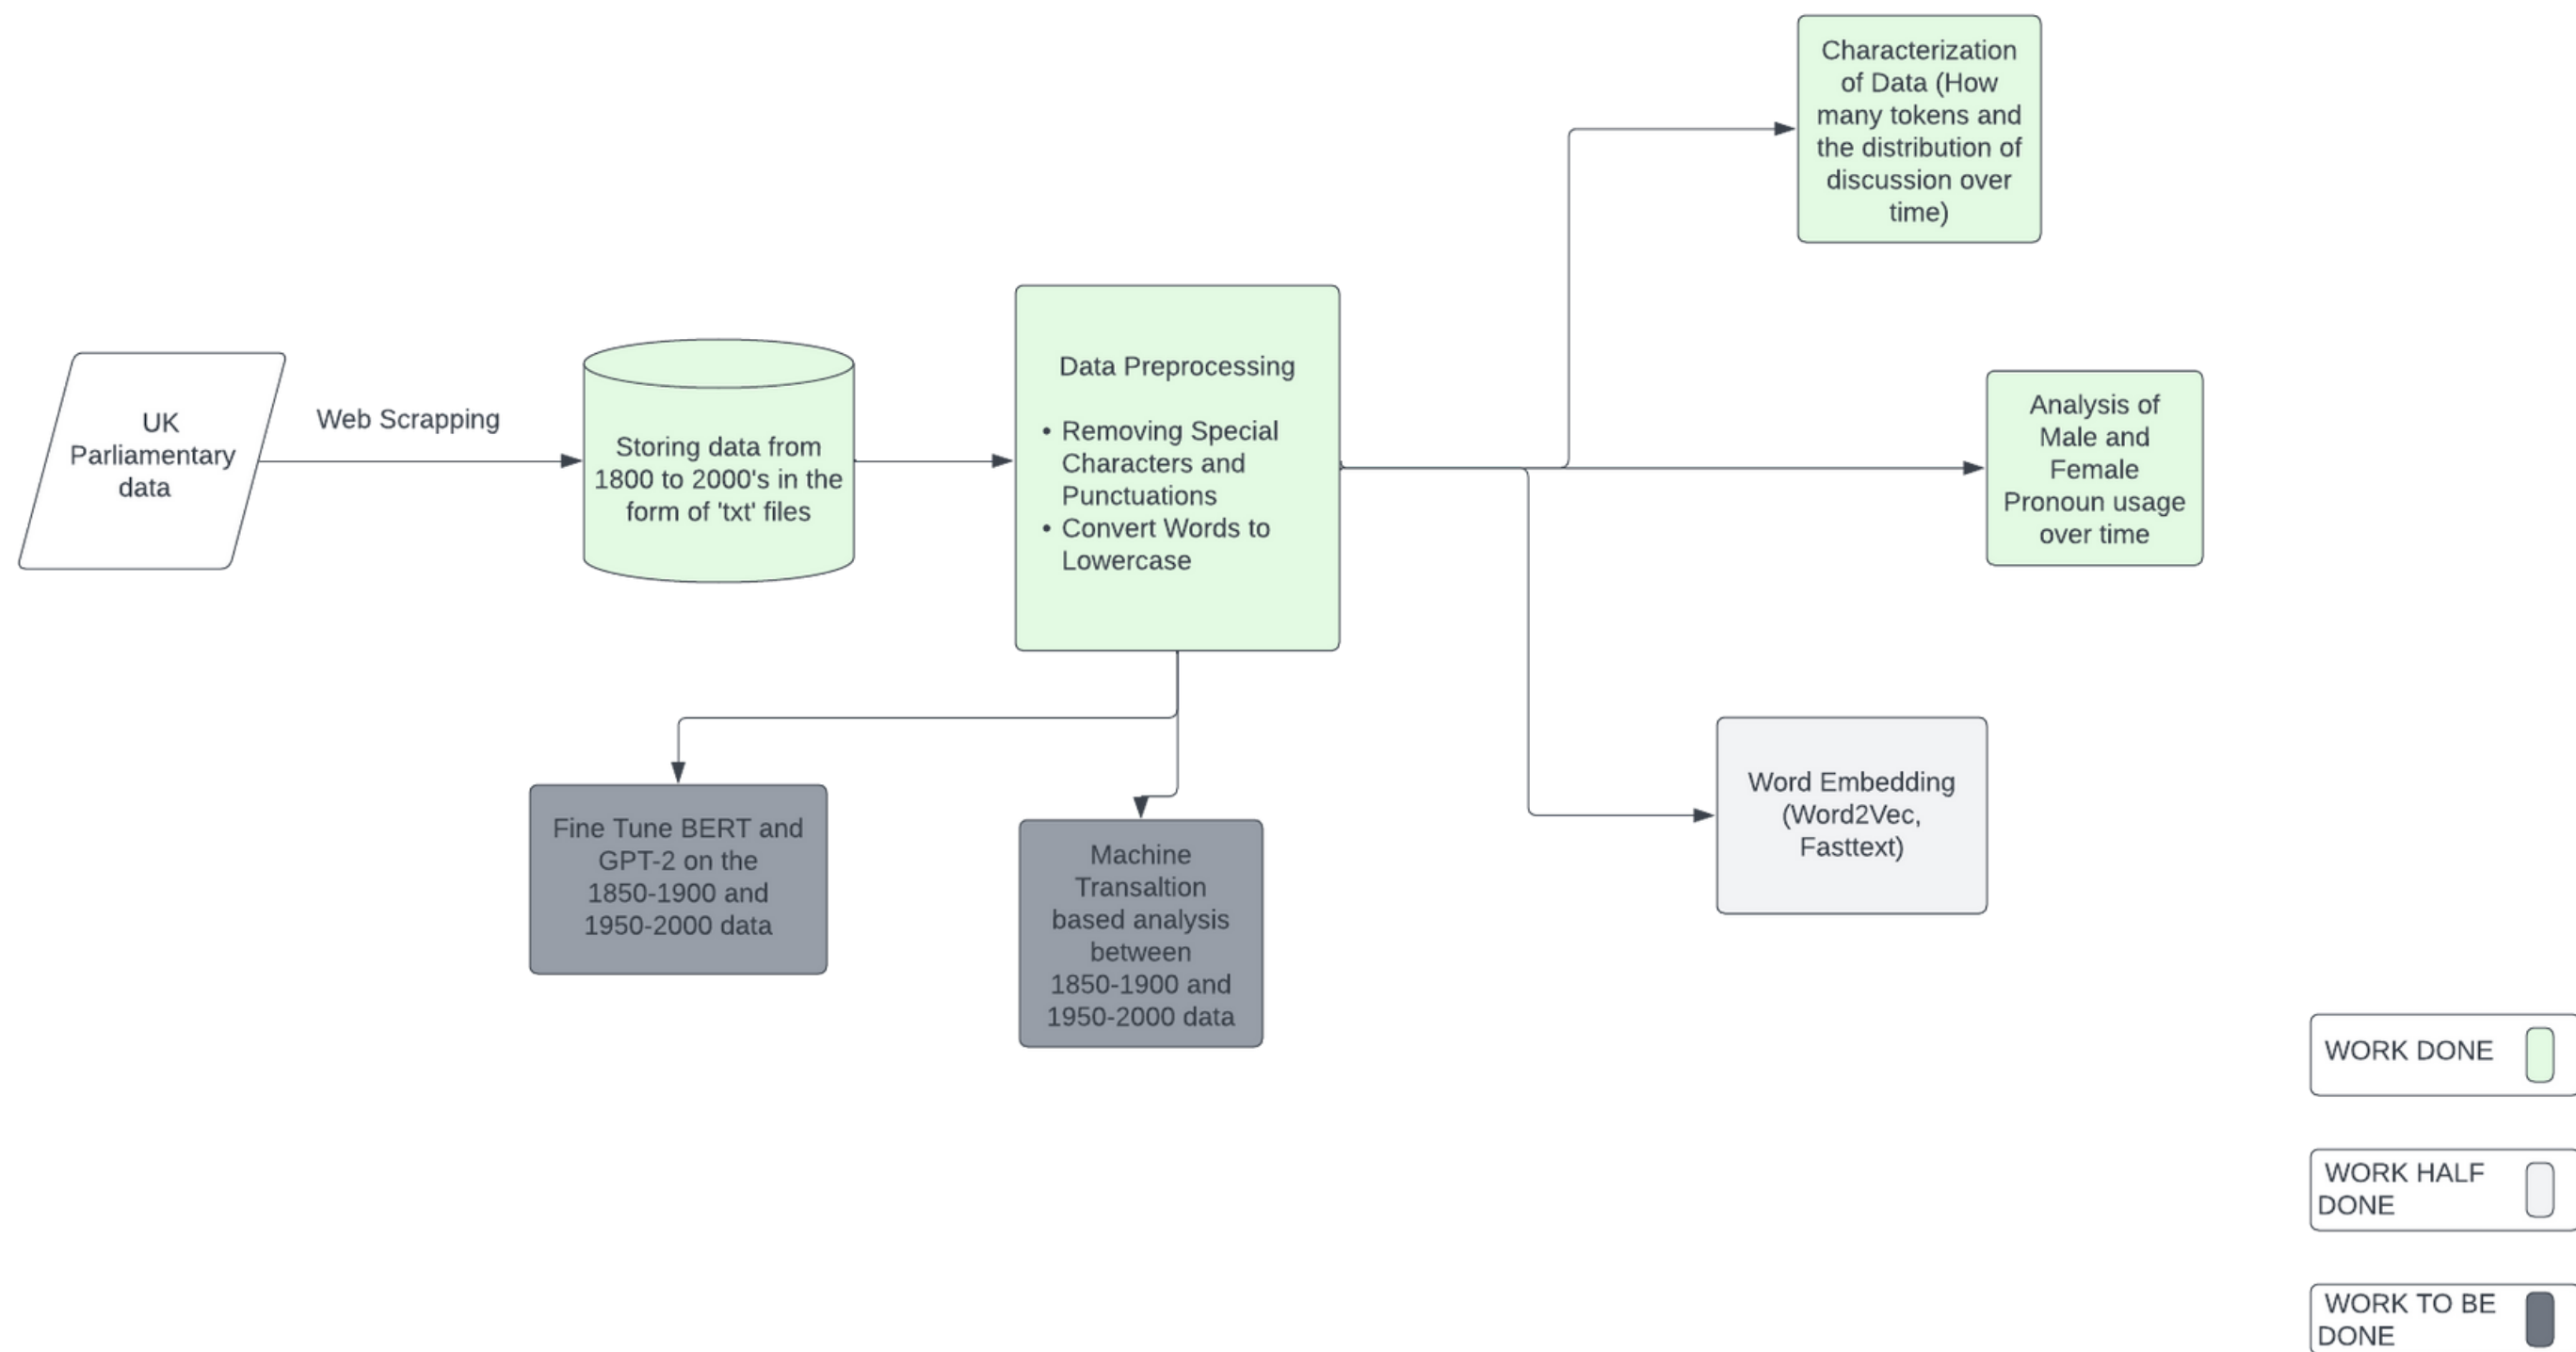 UK
Parliamentary
data
Web Scrapping
Storing data from
1800 to 2000's in the
form of 'txt' files
Data Preprocessing
• Removing Special
Characters and
Punctuations
• Convert Words to
Lowercase
Characterization
of Data (How
many tokens and
the distribution of
discussion over
time)
Analysis of
Male and
Female
Pronoun usage
over time
Word Embedding
(Word2Vec,
Fasttext)
Fine Tune BERT and
GPT-2 on the
1850-1900 and
1950-2000 data
Machine
Transaltion
based analysis
between
1850-1900 and
1950-2000 data
WORK DONE
WORK HALF
DONE
WORK TO BE
DONE